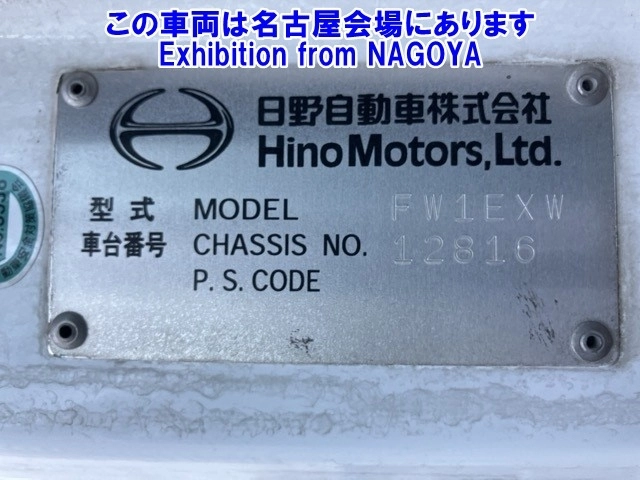 この車両は名古屋会場にあります
Exhibition from NAGOYA
日野自動車株式会社
Hino Motors, Ltd.
型式 MODEL FW1EXW
車台番号 CHASSIS NO. 12816
P. S. CODE